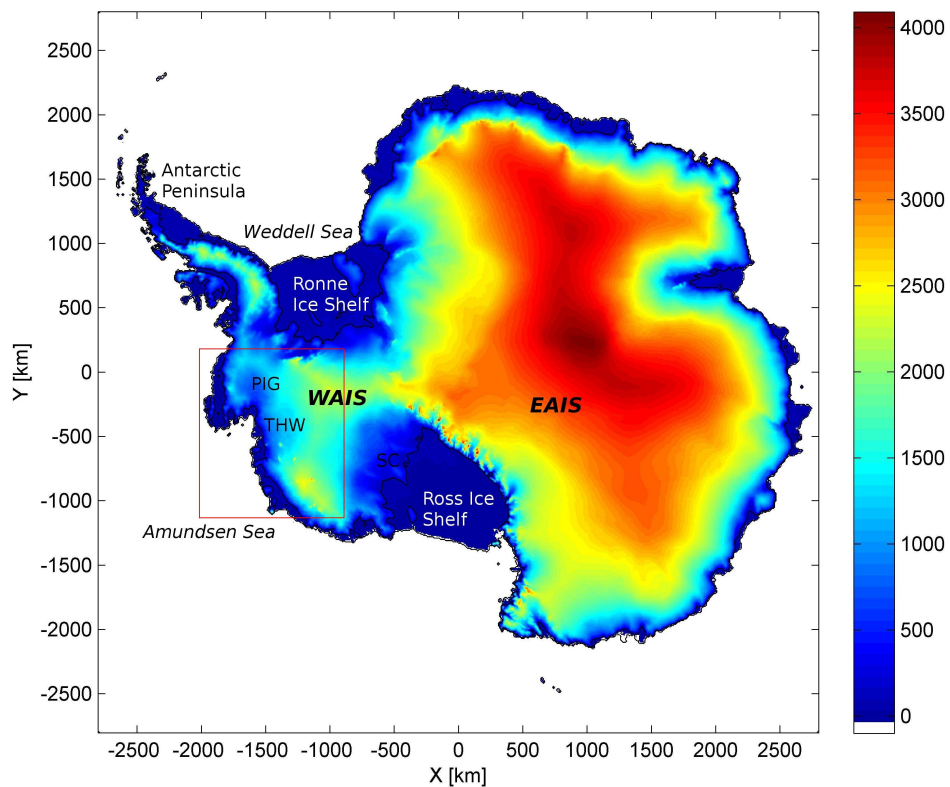 2500
2000
1500
1000
500
0
-500
-1000
-1500
-2000
-2500
Y [km]
Antarctic
Peninsula
Weddell Sea
Ronne
Ice Shelf
PIG
WAIS
EAIS
THW
SC
Ross Ice
Shelf
Amundsen Sea
-2500 -2000 -1500 -1000 -500 0 500 1000 1500 2000 2500
X [km]
4000
3500
3000
2500
2000
1500
1000
500
0